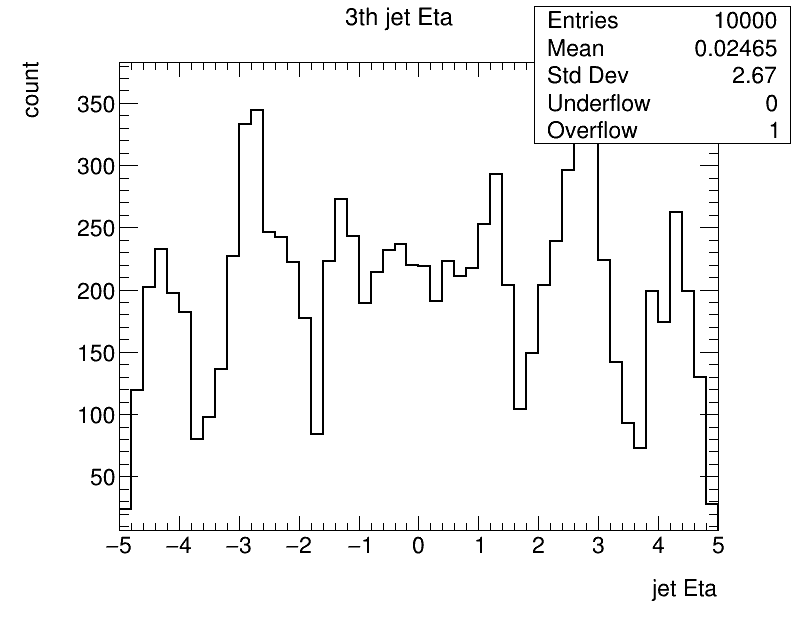 3th jet Eta
Entries 10000
Mean 0.02465
Std Dev 2.67
Underflow 0
Overflow 1
count
350
300
250
200
150
100
50
−5 −4 −3 −2 −1 0 1 2 3 4 5
jet Eta